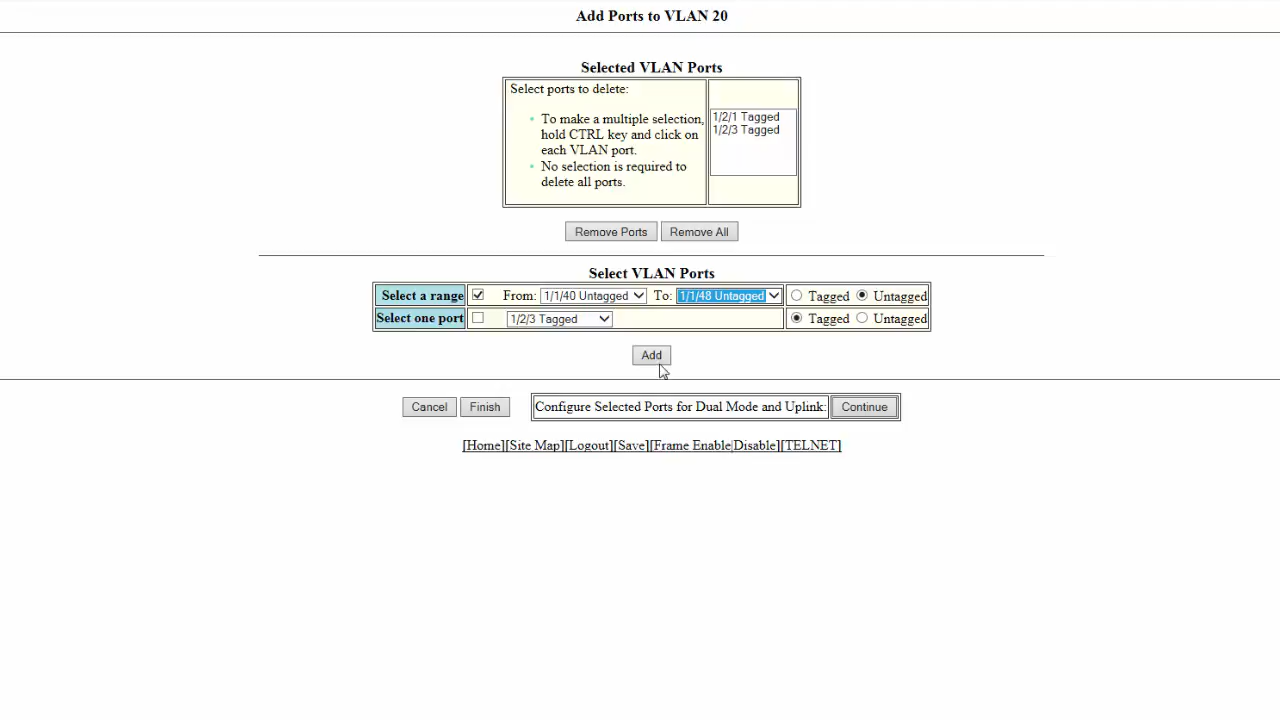 Add Ports to VLAN 20
Selected VLAN Ports
Select ports to delete:
To make a multiple selection,
hold CTRL key and click on
each VLAN port.
No selection is required to
delete all ports.
1/2/1 Tagged
1/2/3 Tagged
Remove Ports Remove All
Select VLAN Ports
Select a range From: 1/1/40 Untagged To: 1/1/48 Untagged Tagged Untagged
Select one port 1/2/3 Tagged Tagged Untagged
Add
Cancel Finish Configure Selected Ports for Dual Mode and Uplink: Continue
[Home][Site Map][Logout][Save][Frame Enable|Disable][TELNET]